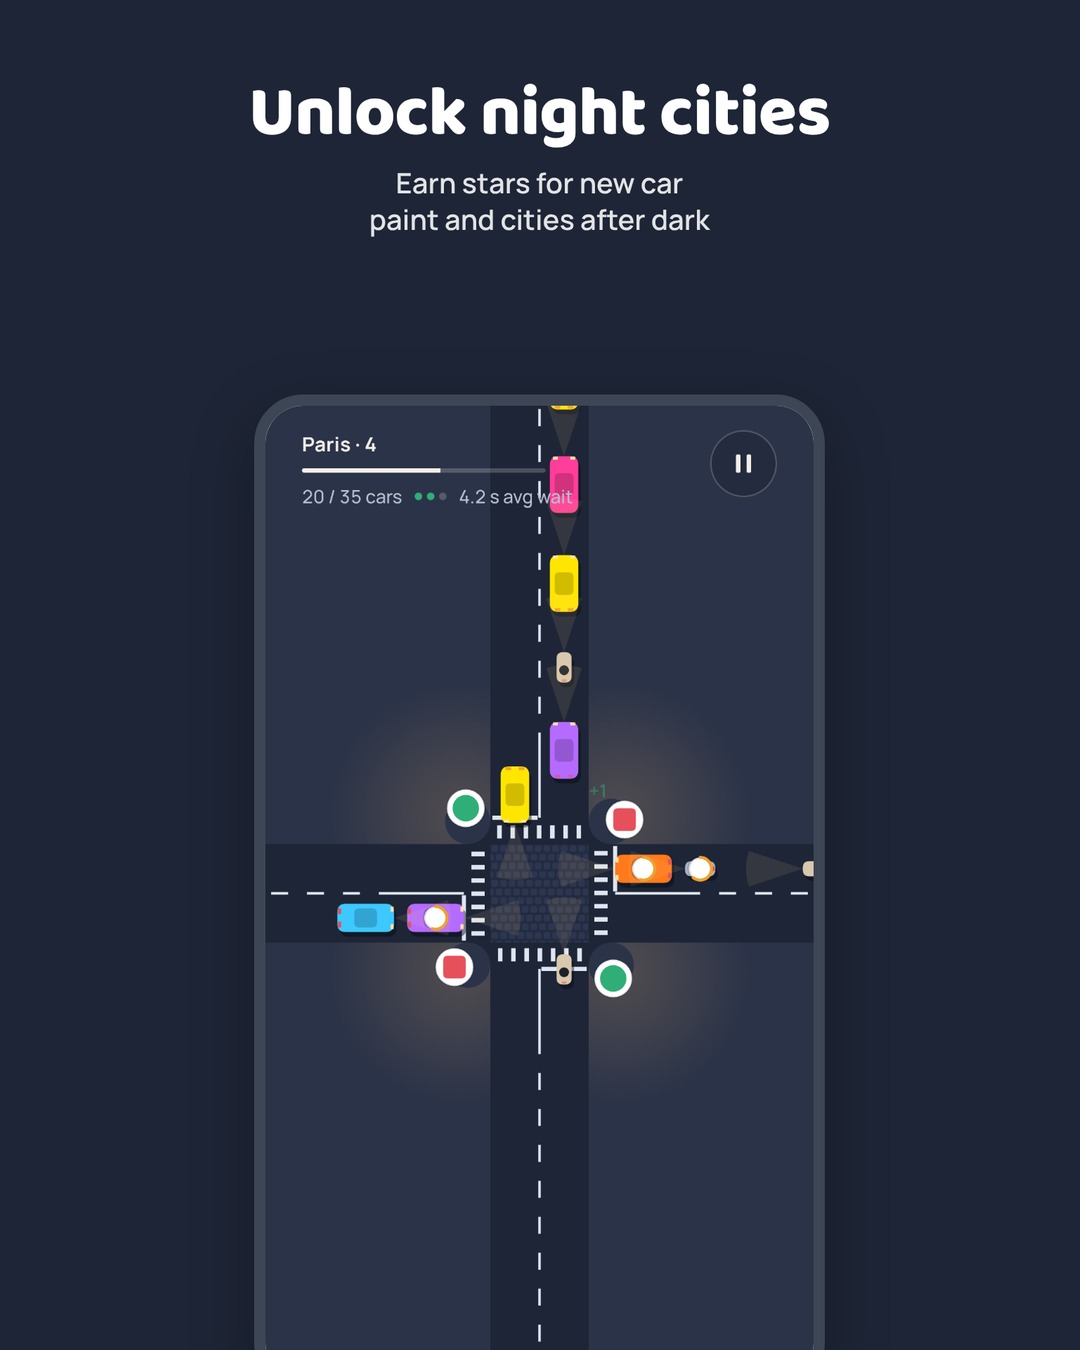 Unlock night cities
Earn stars for new car
paint and cities after dark
Paris · 4
20 / 35 cars 4.2 s avg wait
+1